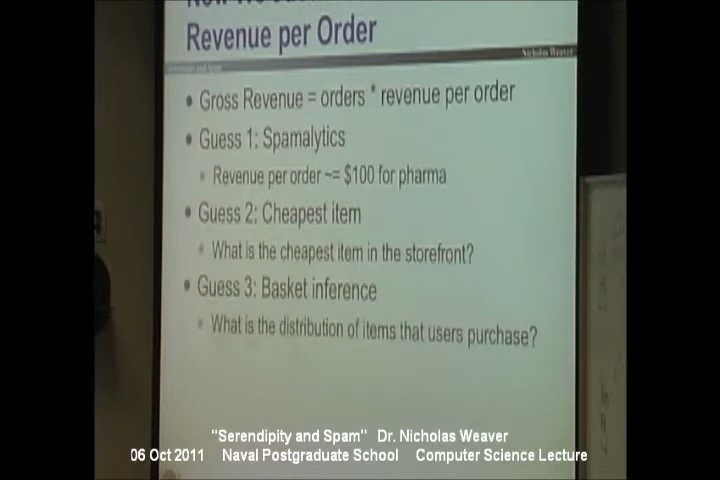 Revenue per Order
Nicholas Weaver
• Gross Revenue = orders * revenue per order
• Guess 1: Spamalytics
• Revenue per order ~= $100 for pharma
• Guess 2: Cheapest item
• What is the cheapest item in the storefront?
• Guess 3: Basket inference
• What is the distribution of items that users purchase?
"Serendipity and Spam" Dr. Nicholas Weaver
06 Oct 2011 Naval Postgraduate School Computer Science Lecture